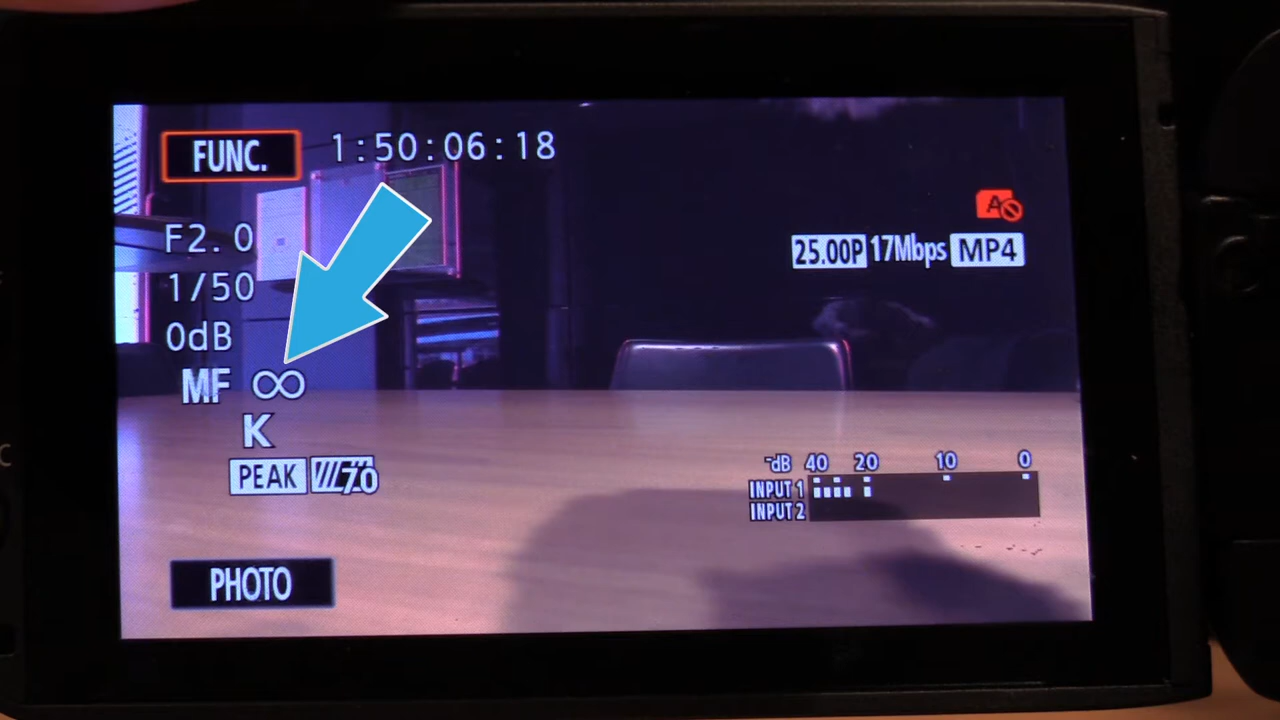 FUNC. 1:50:06:18
F2.0
1/50
0dB
MF ∞
K
PEAK 70
PHOTO
A
25.00P 17Mbps MP4
-dB 40 20 10 0
INPUT 1
INPUT 2
C